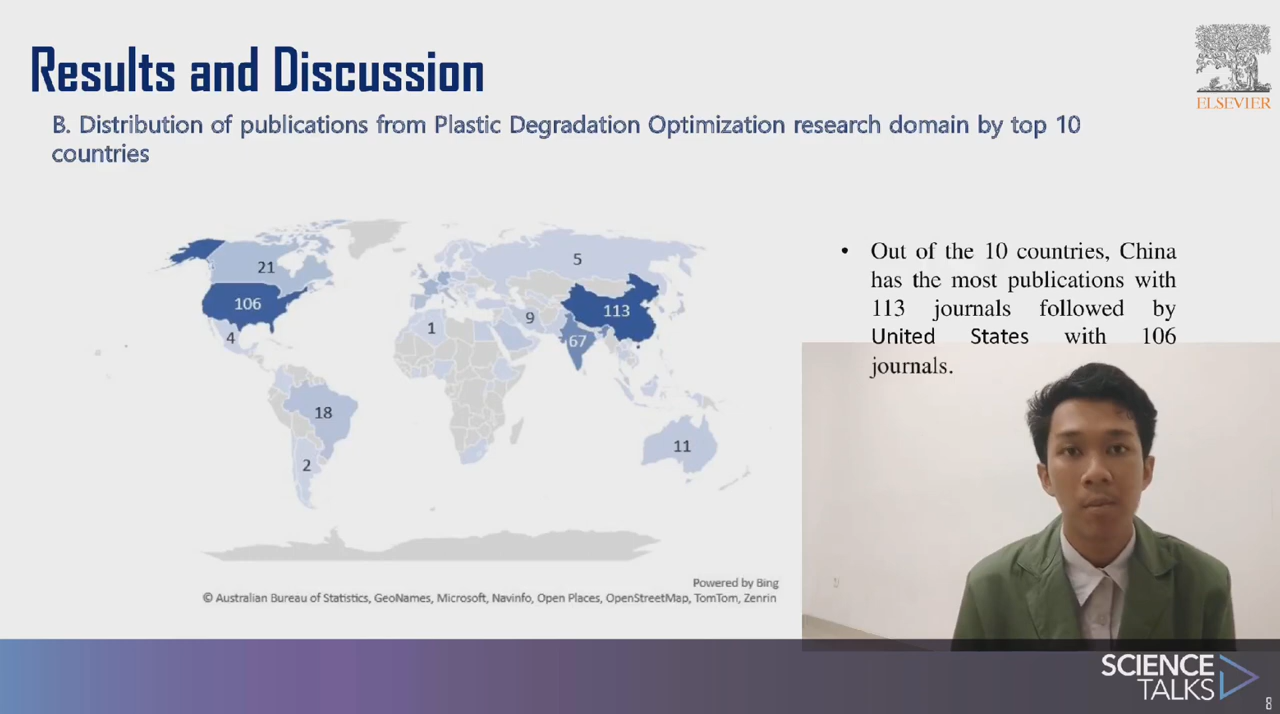 Results and Discussion
ELSEVIER
B. Distribution of publications from Plastic Degradation Optimization research domain by top 10
countries
21
5
106
113
9
1
4
67
18
11
2
• Out of the 10 countries, China
has the most publications with
113 journals followed by
United States with 106
journals.
Powered by Bing
© Australian Bureau of Statistics, GeoNames, Microsoft, Navinfo, Open Places, OpenStreetMap, TomTom, Zenrin
SCIENCE
TALKS
8